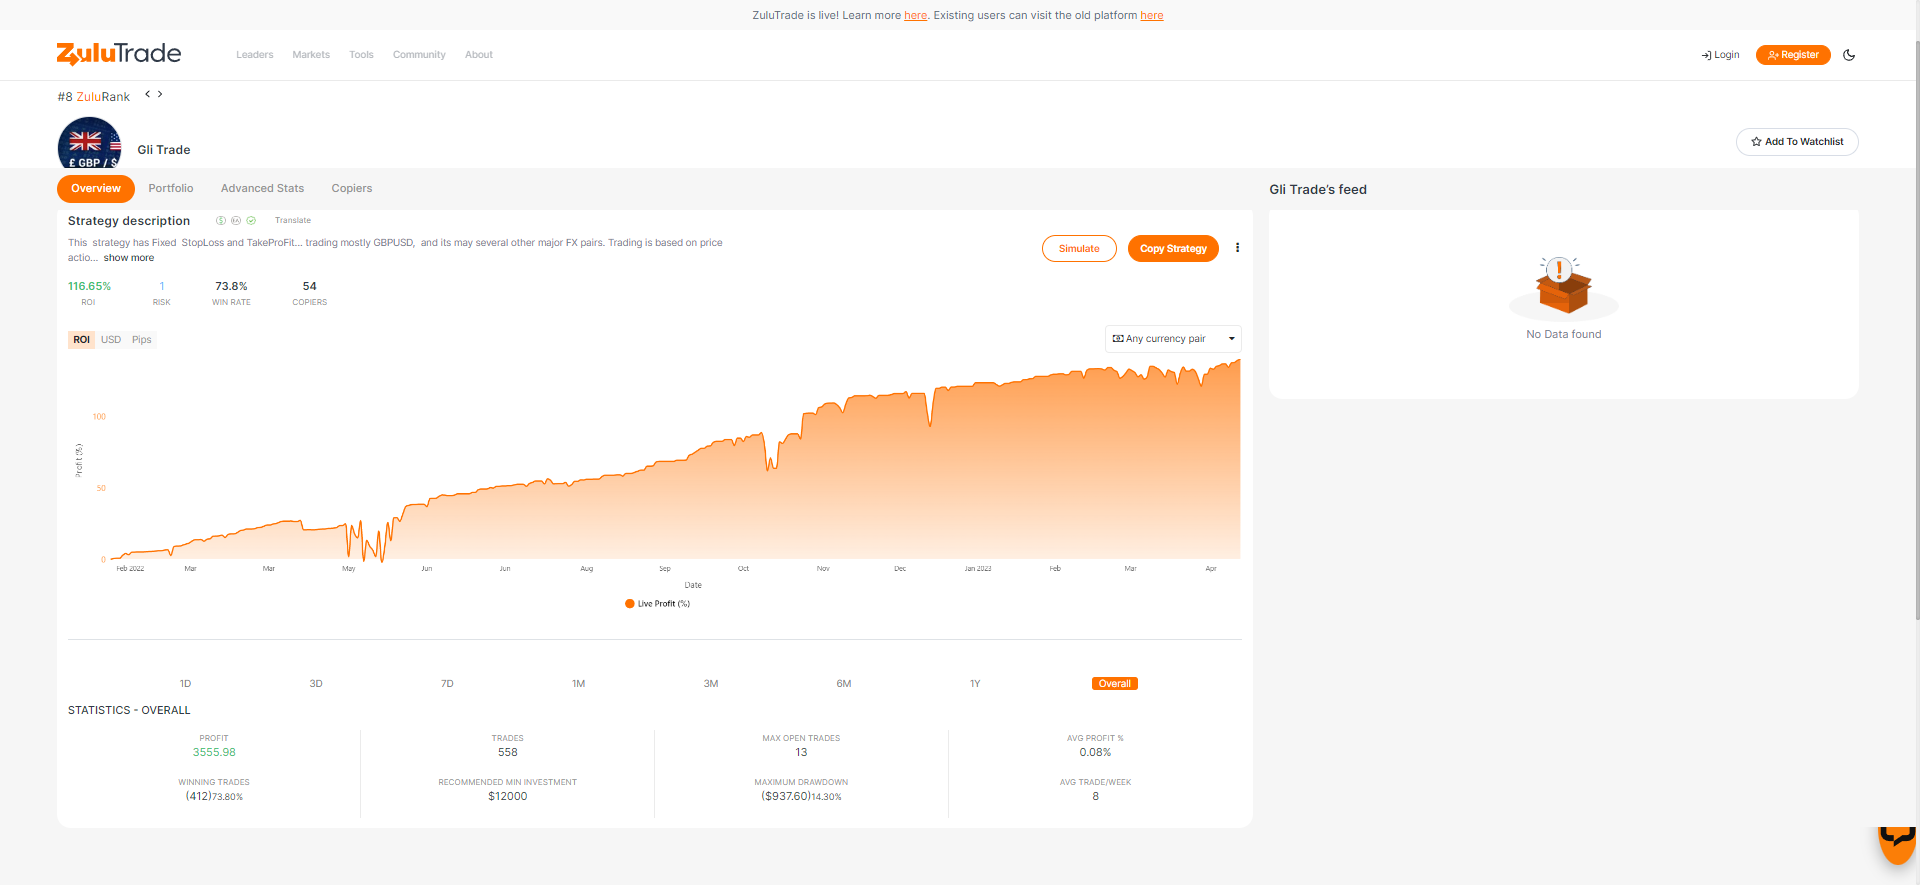 ZuluTrade is live! Learn more here. Existing users can visit the old platform here
ZuluTrade
Leaders Markets Tools Community About
Login
Register
#8 ZuluRank
£ GBP / $
Gli Trade
Add To Watchlist
Overview Portfolio Advanced Stats Copiers
Gli Trade's feed
Strategy description
Translate
This strategy has Fixed StopLoss and TakeProFit... trading mostly GBPUSD, and its may several other major FX pairs. Trading is based on price
actio... show more
Simulate
Copy Strategy
116.65% 1 73.8% 54
ROI RISK WIN RATE COPIERS
No Data found
ROI USD Pips
Any currency pair
100
50
0
Profit (%)
Feb 2022 Mar Mar May Jun Jun Aug Sep Oct Nov Dec Jan 2023 Feb Mar Apr
Date
Live Profit (%)
1D 3D 7D 1M 3M 6M 1Y Overall
STATISTICS - OVERALL
PROFIT TRADES MAX OPEN TRADES AVG PROFIT %
3555.98 558 13 0.08%
WINNING TRADES RECOMMENDED MIN INVESTMENT MAXIMUM DRAWDOWN AVG TRADE/WEEK
(412)73.80% $12000 ($937.60)14.30% 8